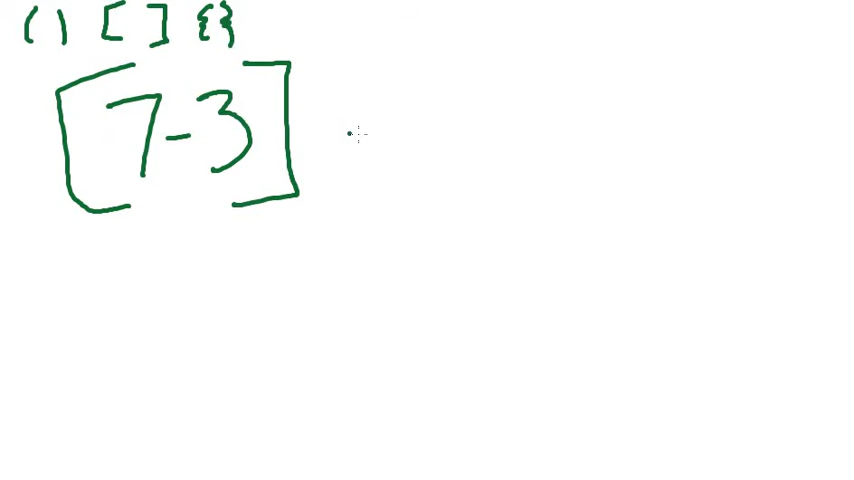 ( ) [ ] { }
[7-3]